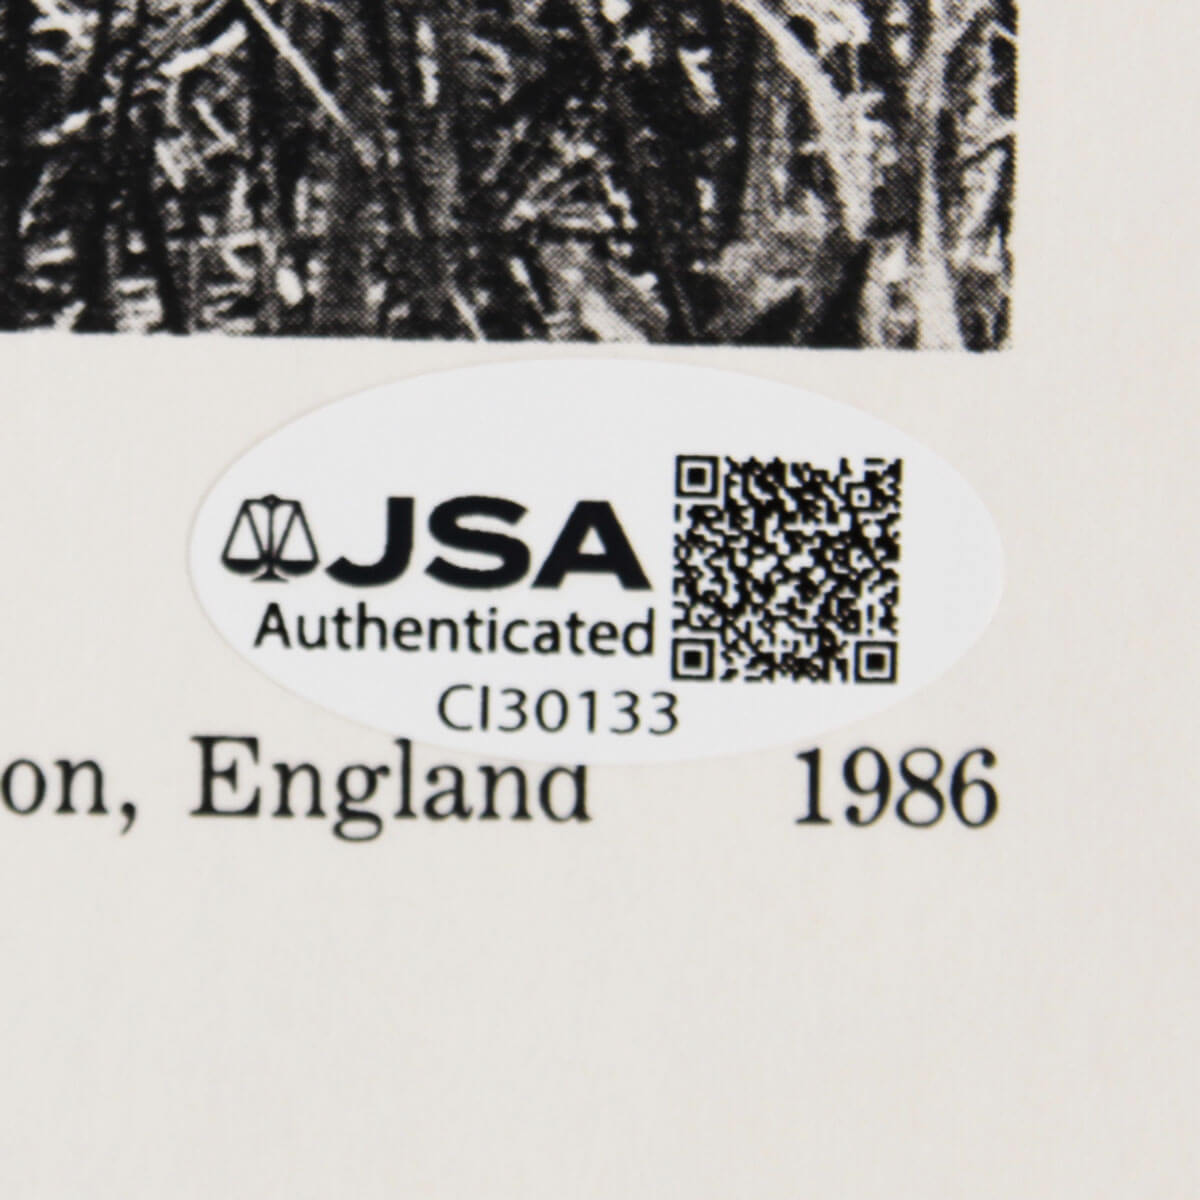 JSA
Authenticated
CI30133
on, England 1986